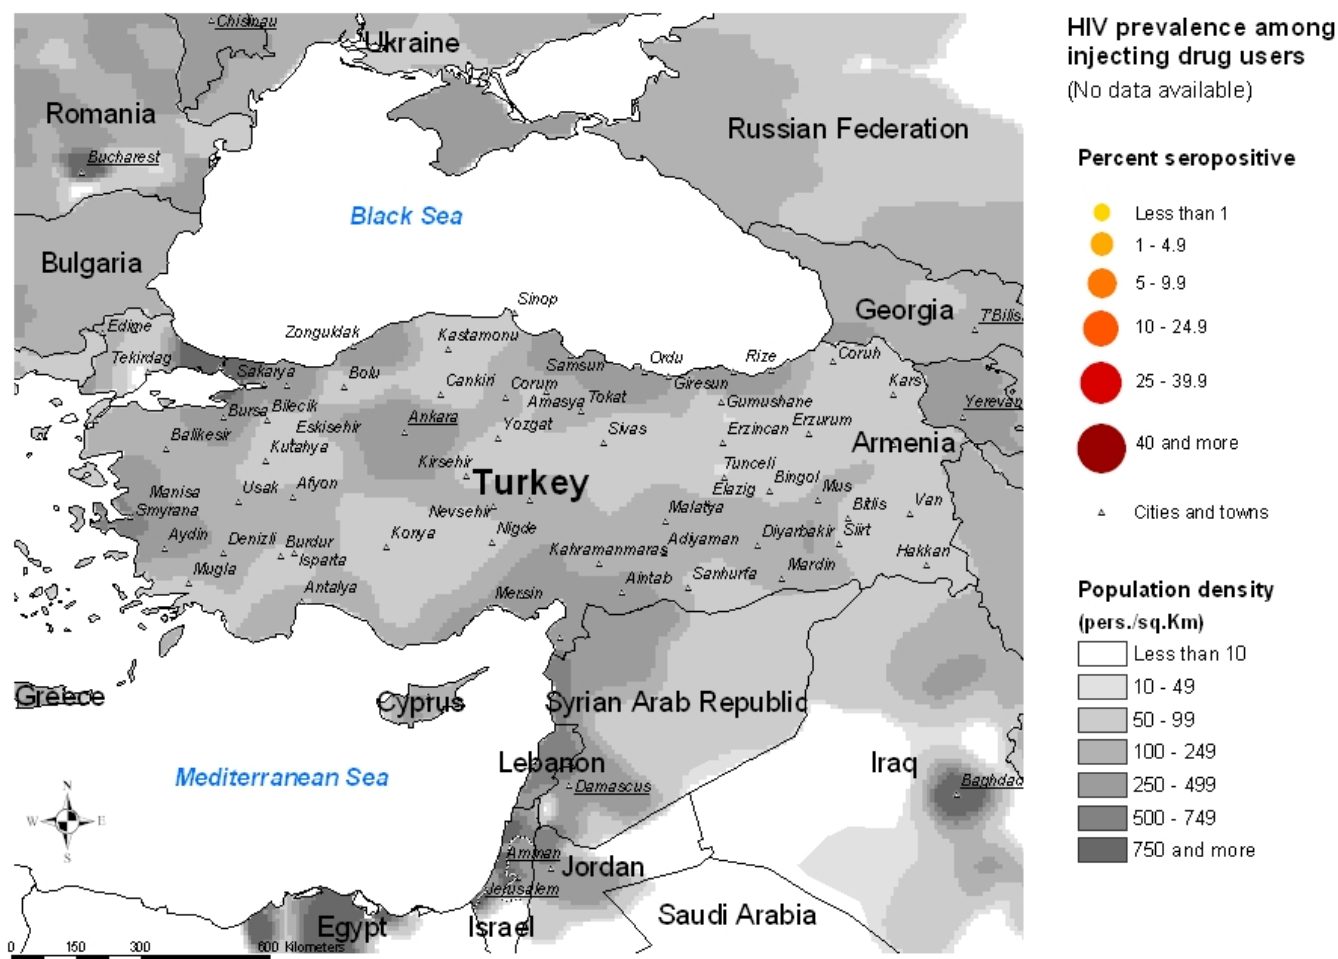 HIV prevalence among
injecting drug users
(No data available)
Percent seropositive
Less than 1
1 - 4.9
5 - 9.9
10 - 24.9
25 - 39.9
40 and more
Cities and towns
Population density
(pers./sq.Km)
Less than 10
10 - 49
50 - 99
100 - 249
250 - 499
500 - 749
750 and more
Chisinau
Ukraine
Romania
Bucharest
Russian Federation
Black Sea
Bulgaria
Georgia
T'Bilis
Sinop
Edirne
Zonguldak
Kastamonu
Tekirdag
Sakarya
Bolu
Samsun
Ordu
Rize
Coruh
Cankiri
Corum
Giresun
Kars
Amasya
Tokat
Gumushane
Yerevan
Bursa
Bilecik
Ankara
Eskisehir
Yozgat
Sivas
Erzincan
Erzurum
Armenia
Balikesir
Kutahya
Kirsehir
Turkey
Tunceli
Elazig
Bingol
Mus
Manisa
Usak
Afyon
Smyrana
Nevsehir
Malatiya
Bitlis
Van
Aydin
Denizli
Burdur
Konya
Nigde
Diyarbakir
Siirt
Isparta
Kahramanmaras
Adiyaman
Hakkan
Mugla
Antalya
Mersin
Aintab
Sanhurfa
Mardin
Greece
Cyprus
Syrian Arab Republic
Mediterranean Sea
Lebanon
Damascus
Iraq
Baghdad
Amman
Jordan
Jerusalem
Egypt
Israel
Saudi Arabia
N
W E
S
0 150 300 600 Kilometers